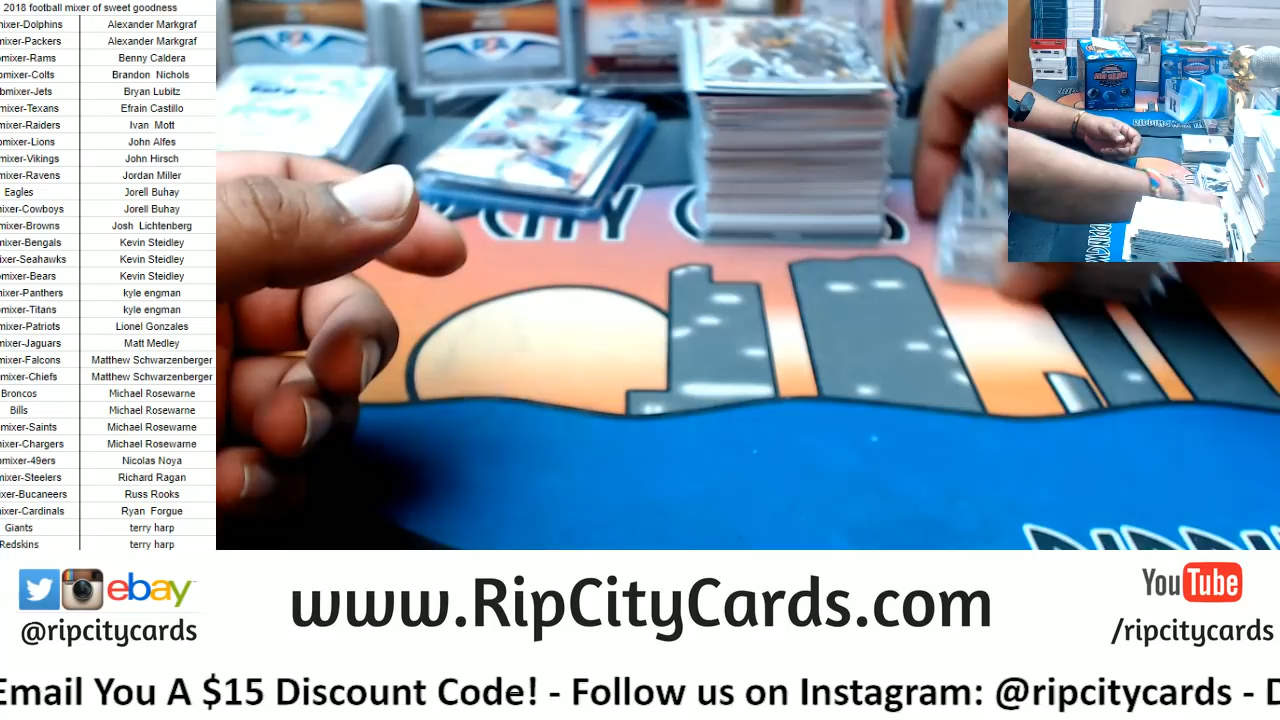 2018 football mixer of sweet goodness
mixer-Dolphins Alexander Markgraf
mixer-Packers Alexander Markgraf
mixer-Rams Benny Caldera
mixer-Colts Brandon Nichols
mixer-Jets Bryan Lubitz
mixer-Texans Efrain Castillo
mixer-Raiders Ivan Mott
mixer-Lions John Alfes
mixer-Vikings John Hirsch
mixer-Ravens Jordan Miller
Eagles Jorell Buhay
mixer-Cowboys Jorell Buhay
mixer-Browns Josh Lichtenberg
mixer-Bengals Kevin Steidley
mixer-Seahawks Kevin Steidley
mixer-Bears Kevin Steidley
mixer-Panthers kyle engman
mixer-Titans kyle engman
mixer-Patriots Lionel Gonzales
mixer-Jaguars Matt Medley
mixer-Falcons Matthew Schwarzenberger
mixer-Chiefs Matthew Schwarzenberger
Broncos Michael Rosewarne
Bills Michael Rosewarne
mixer-Saints Michael Rosewarne
mixer-Chargers Michael Rosewarne
mixer-49ers Nicolas Noya
mixer-Steelers Richard Ragan
ixer-Bucaneers Russ Rooks
mixer-Cardinals Ryan Forgue
Giants terry harp
Redskins terry harp
ebay
@ripcitycards
www.RipCityCards.com
YouTube
/ripcitycards
Email You A $15 Discount Code! - Follow us on Instagram: @ripcitycards - D